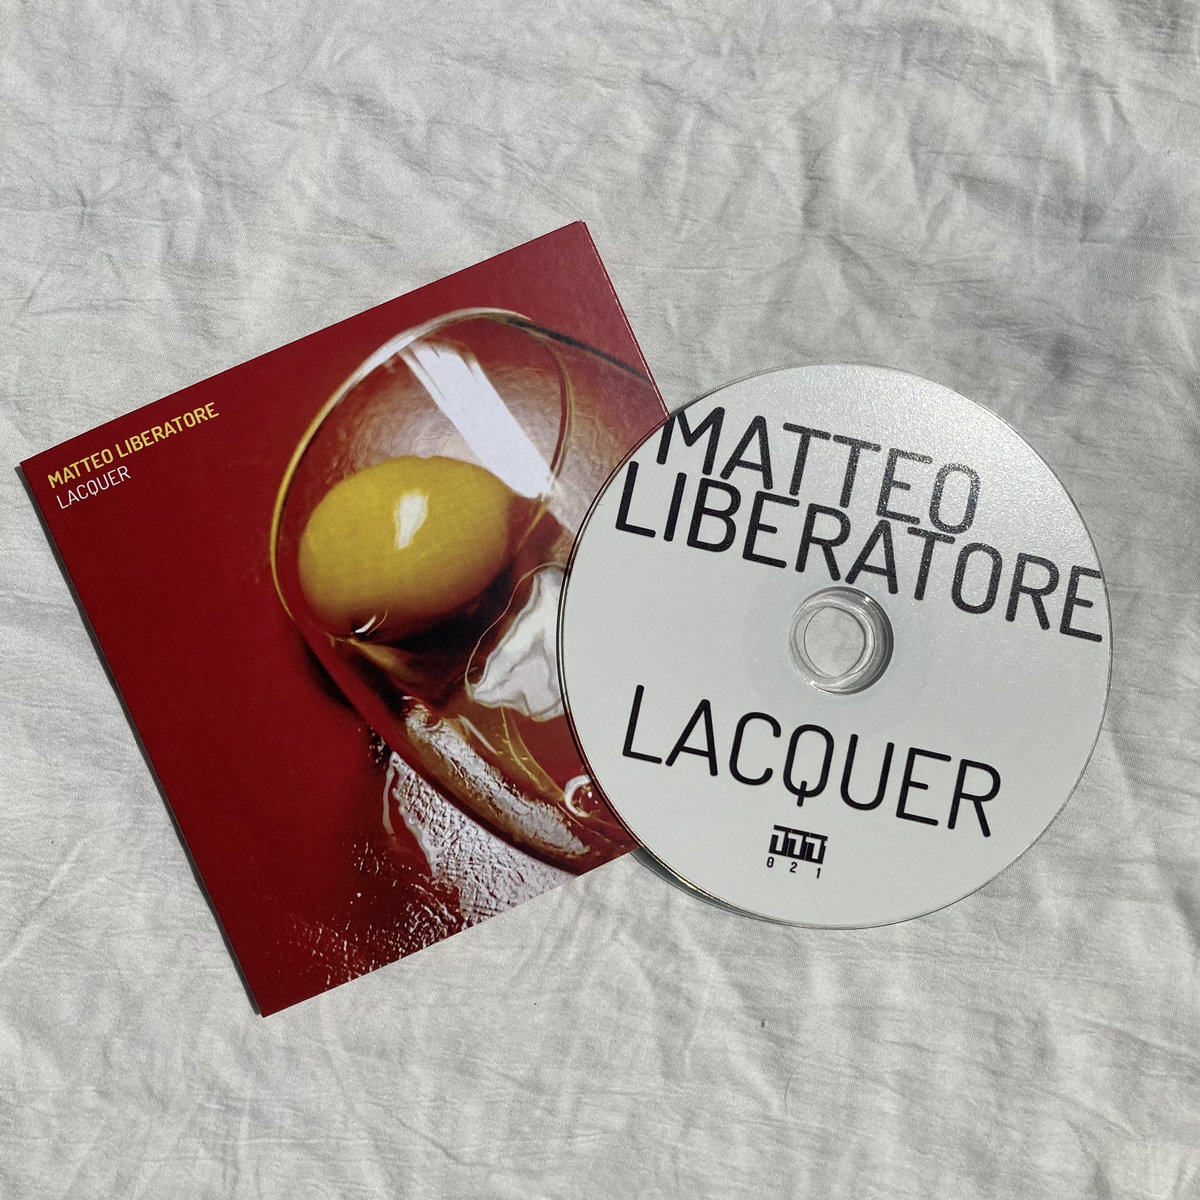 MATTEO LIBERATORE
LACQUER
MATTEO
LIBERATORE
LACQUER
021